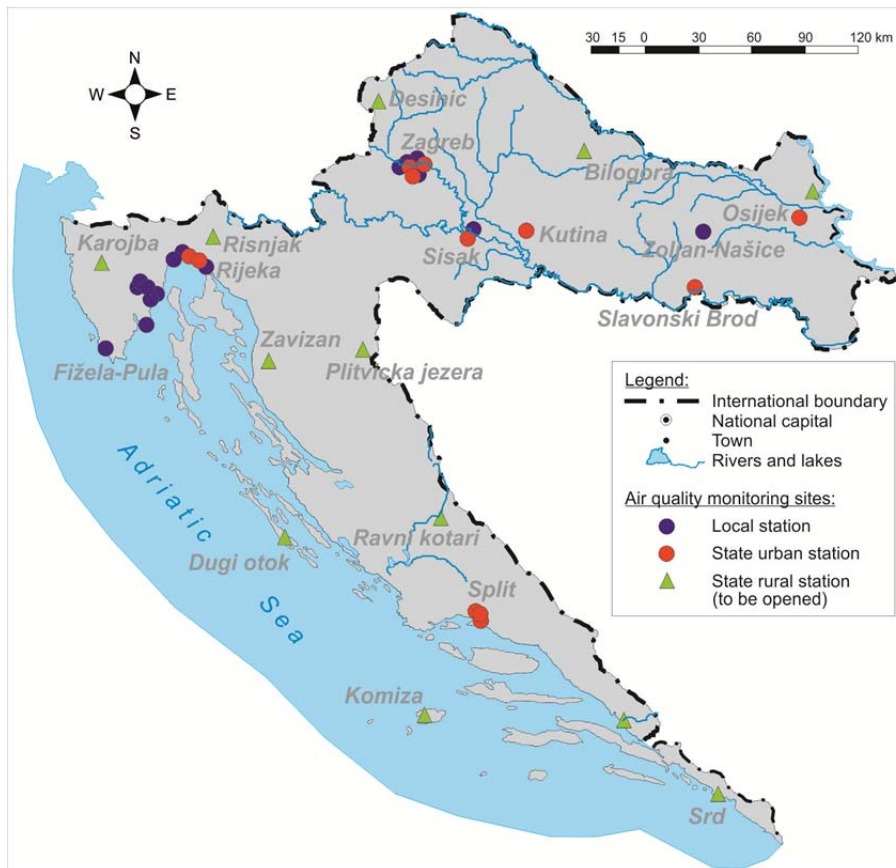 30 15 0 30 60 90 120 km
N
W E
S
Desinic
Zagreb
Bilogora
Osijek
Karojba
Risnjak
Rijeka
Sisak
Kutina
Zoljan-Našice
Slavonski Brod
Zavizan
Fižela-Pula
Plitvicka jezera
Legend:
International boundary
National capital
Town
Rivers and lakes
Air quality monitoring sites:
Local station
State urban station
State rural station
(to be opened)
Adriatic
Sea
Ravni kotari
Dugi otok
Split
Komiza
Srd